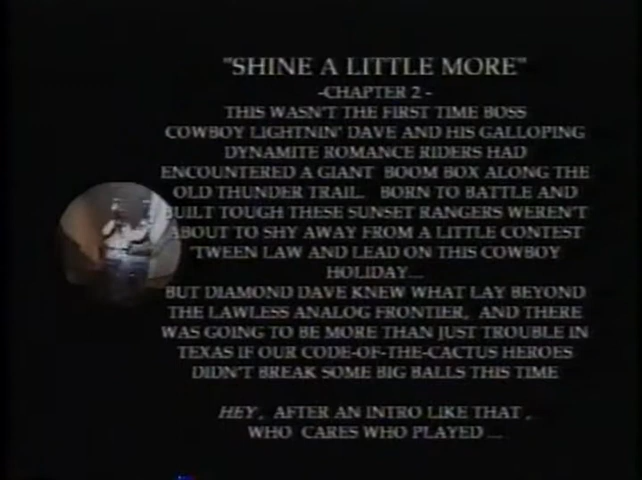 "SHINE A LITTLE MORE"
-CHAPTER 2 -
THIS WASN'T THE FIRST TIME BOSS
COWBOY LIGHTNIN' DAVE AND HIS GALLOPING
DYNAMITE ROMANCE RIDERS HAD
ENCOUNTERED A GIANT BOOM BOX ALONG THE
OLD THUNDER TRAIL. BORN TO BATTLE AND
BUILT TOUGH THESE SUNSET RANGERS WEREN'T
ABOUT TO SHY AWAY FROM A LITTLE CONTEST
'TWEEN LAW AND LEAD ON THIS COWBOY
HOLIDAY...
BUT DIAMOND DAVE KNEW WHAT LAY BEYOND
THE LAWLESS ANALOG FRONTIER, AND THERE
WAS GOING TO BE MORE THAN JUST TROUBLE IN
TEXAS IF OUR CODE-OF-THE-CACTUS HEROES
DIDN'T BREAK SOME BIG BALLS THIS TIME
HEY, AFTER AN INTRO LIKE THAT,
WHO CARES WHO PLAYED ...